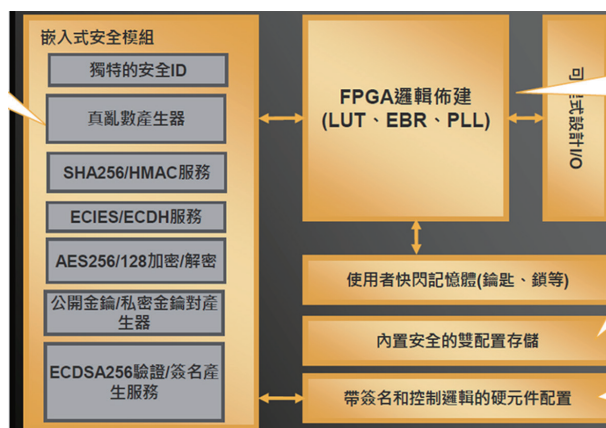 嵌入式安全模組
獨特的安全ID
真亂數產生器
SHA256/HMAC服務
ECIES/ECDH服務
AES256/128加密/解密
公開金鑰/私密金鑰對產
生器
ECDSA256驗證/簽名產
生服務
FPGA邏輯佈建
(LUT、EBR、PLL)
可程式設計I/O
使用者快閃記憶體(鑰匙、鎖等)
內置安全的雙配置存儲
帶簽名和控制邏輯的硬元件配置